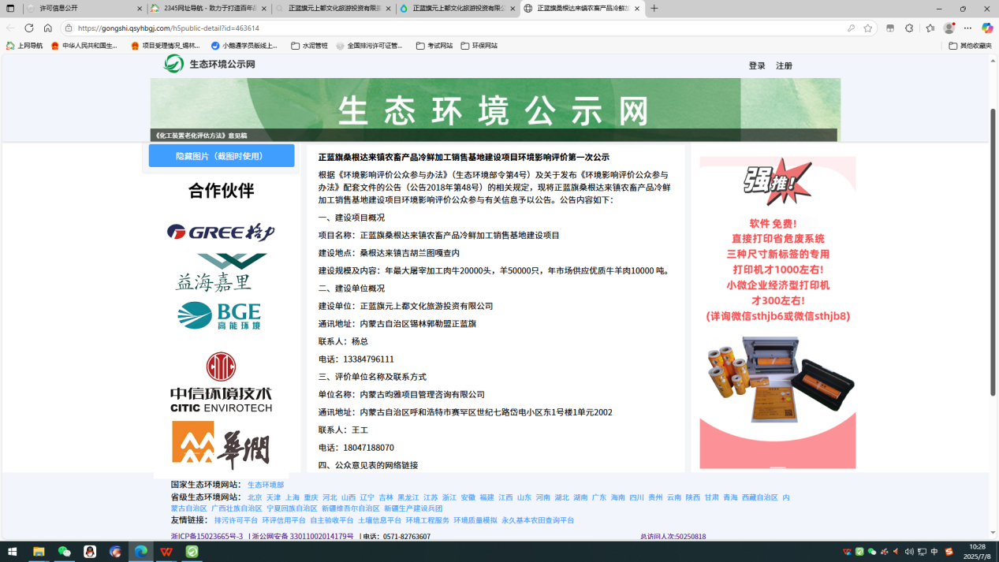 许可信息公开
2345网址导航 - 致力于打造百年品
正蓝旗元上都文化旅游投资有限
正蓝旗元上都文化旅游投资有限公
正蓝旗桑根达来镇农畜产品冷鲜加
https://gongshi.qsyhbgj.com/h5public-detail?id=463614
上网导航
中华人民共和国生...
项目受理情况_锡林...
小熊通学员版线上...
水泥管桩
全国排污许可证管...
考试网站
环保网站
其他收藏夹
生态环境公示网
登录 注册
生态环境公示网
《化工装置老化评估方法》意见稿
隐藏图片（截图时使用）
合作伙伴
GREE格力
益海嘉里
BGE
高能环境
CITIC
中信环境技术
CITIC ENVIROTECH
華潤
正蓝旗桑根达来镇农畜产品冷鲜加工销售基地建设项目环境影响评价第一次公示
根据《环境影响评价公众参与办法》（生态环境部令第4号）及关于发布《环境影响评价公众参与
办法》配套文件的公告（公告2018年第48号）的相关规定，现将正蓝旗桑根达来镇农畜产品冷鲜
加工销售基地建设项目环境影响评价公众参与有关信息予以公告。公告内容如下：
一、建设项目概况
项目名称：正蓝旗桑根达来镇农畜产品冷鲜加工销售基地建设项目
建设地点：桑根达来镇吉胡兰图嘎查内
建设规模及内容：年最大屠宰加工肉牛20000头，羊50000只，年市场供应优质牛羊肉10000 吨。
二、建设单位概况
建设单位：正蓝旗元上都文化旅游投资有限公司
通讯地址：内蒙古自治区锡林郭勒盟正蓝旗
联系人：杨总
电话：13384796111
三、评价单位名称及联系方式
单位名称：内蒙古昀雅项目管理咨询有限公司
通讯地址：内蒙古自治区呼和浩特市赛罕区世纪七路岱电小区东1号楼1单元2002
联系人：王工
电话：18047188070
四、公众意见表的网络链接
强推!
软件 免费!
直接打印省危废系统
三种尺寸新标签的专用
打印机才1000左右!
小微企业经济型打印机
才300左右!
(详询微信sthjb6或微信sthjb8)
国家生态环境网站： 生态环境部
省级生态环境网站： 北京 天津 上海 重庆 河北 山西 辽宁 吉林 黑龙江 江苏 浙江 安徽 福建 江西 山东 河南 湖北 湖南 广东 海南 四川 贵州 云南 陕西 甘肃 青海 西藏自治区 内
蒙古自治区 广西壮族自治区 宁夏回族自治区 新疆维吾尔自治区 新疆生产建设兵团
友情链接： 排污许可平台 环评信用平台 自主验收平台 土壤信息平台 环境工程服务 环境质量模拟 永久基本农田查询平台
浙ICP备15023665号-3 | 浙公网安备 33011002014179号 | 电话：0571-82763607
总访问人次:50250818
中
10:28
2025/7/8